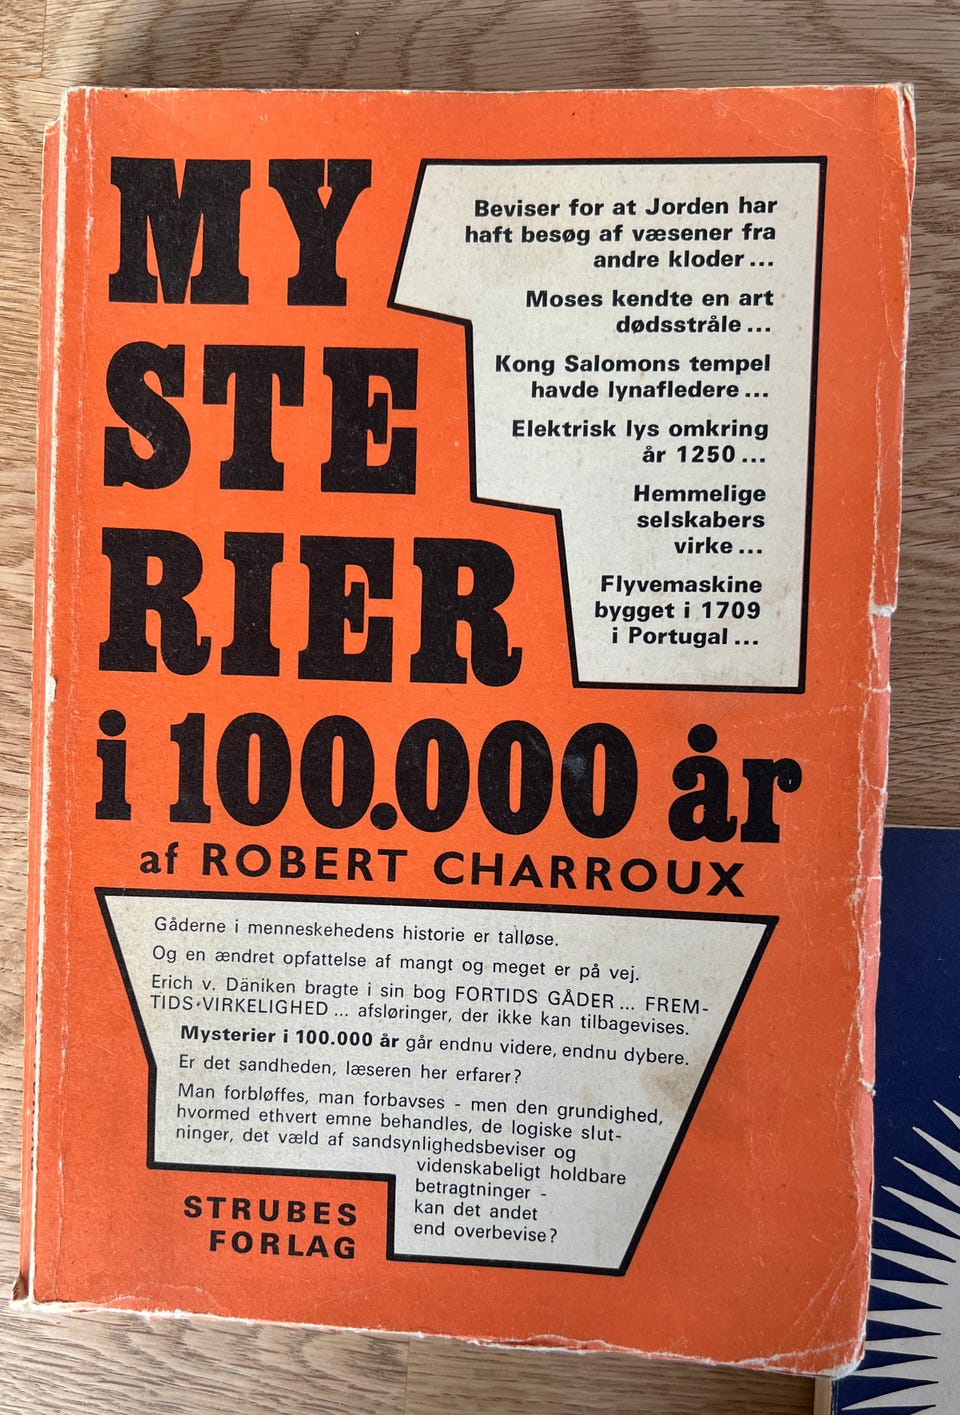 MY
STE
RIER
i 100.000 år
af ROBERT CHARROUX
Beviser for at Jorden har
haft besøg af væsener fra
andre kloder ...
Moses kendte en art
dødsstråle ...
Kong Salomons tempel
havde lynafledere ...
Elektrisk lys omkring
år 1250 ...
Hemmelige
selskabers
virke ...
Flyvemaskine
bygget i 1709
i Portugal ...
Gåderne i menneskehedens historie er talløse.
Og en ændret opfattelse af mangt og meget er på vej.
Erich v. Däniken bragte i sin bog FORTIDS GÅDER ... FREM-
TIDS-VIRKELIGHED ... afsløringer, der ikke kan tilbagevises.
Mysterier i 100.000 år går endnu videre, endnu dybere.
Er det sandheden, læseren her erfarer?
Man forbløffes, man forbavses - men den grundighed,
hvormed ethvert emne behandles, de logiske slut-
ninger, det væld af sandsynlighedsbeviser og
videnskabeligt holdbare
betragtninger -
kan det andet
end overbevise?
STRUBES
FORLAG